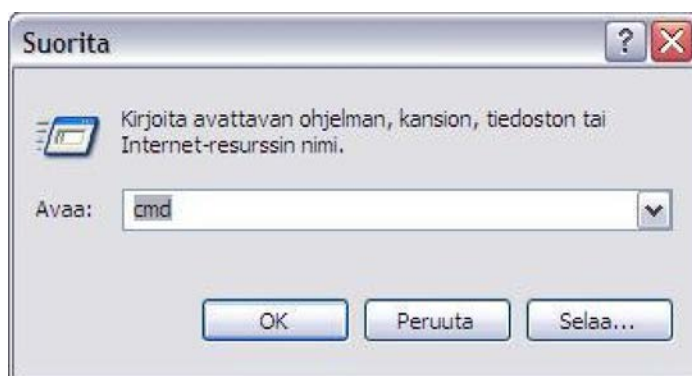 Suorita
Kirjoita avattavan ohjelman, kansion, tiedoston tai
Internet-resurssin nimi.
Avaa: cmd
OK Peruuta Selaa...